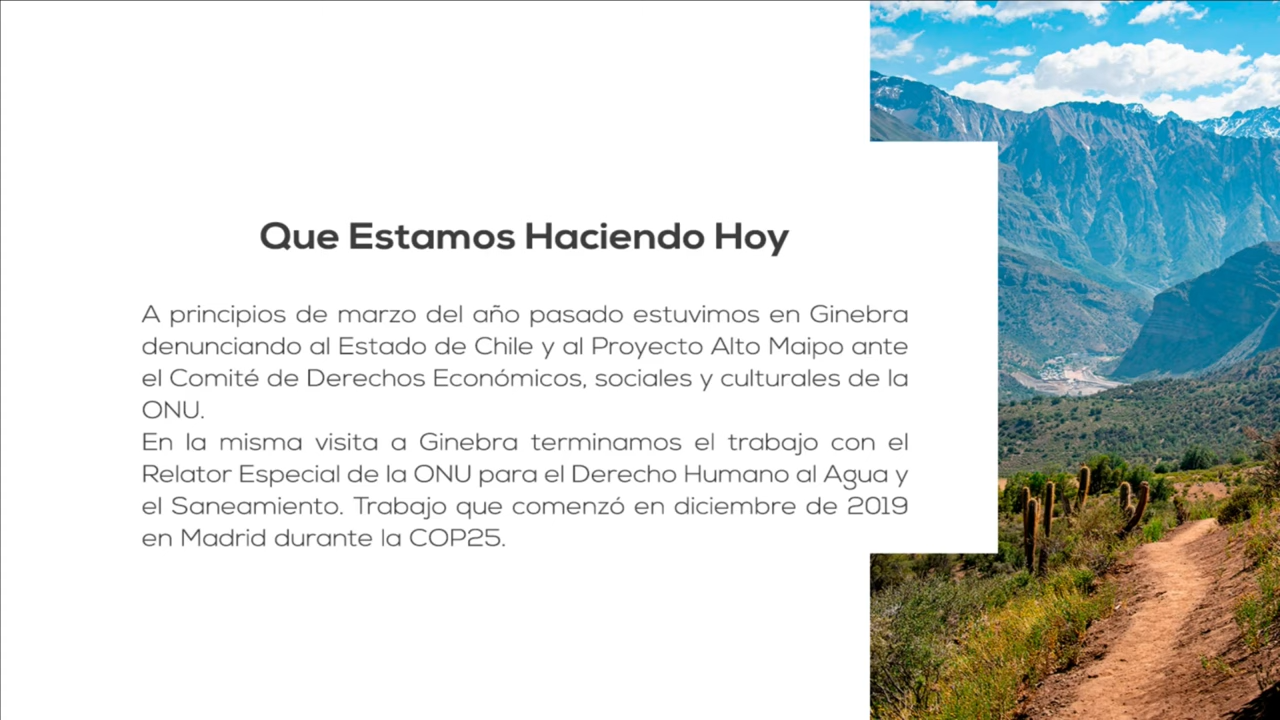 Que Estamos Haciendo Hoy
A principios de marzo del año pasado estuvimos en Ginebra
denunciando al Estado de Chile y al Proyecto Alto Maipo ante
el Comité de Derechos Económicos, sociales y culturales de la
ONU.
En la misma visita a Ginebra terminamos el trabajo con el
Relator Especial de la ONU para el Derecho Humano al Agua y
el Saneamiento. Trabajo que comenzó en diciembre de 2019
en Madrid durante la COP25.